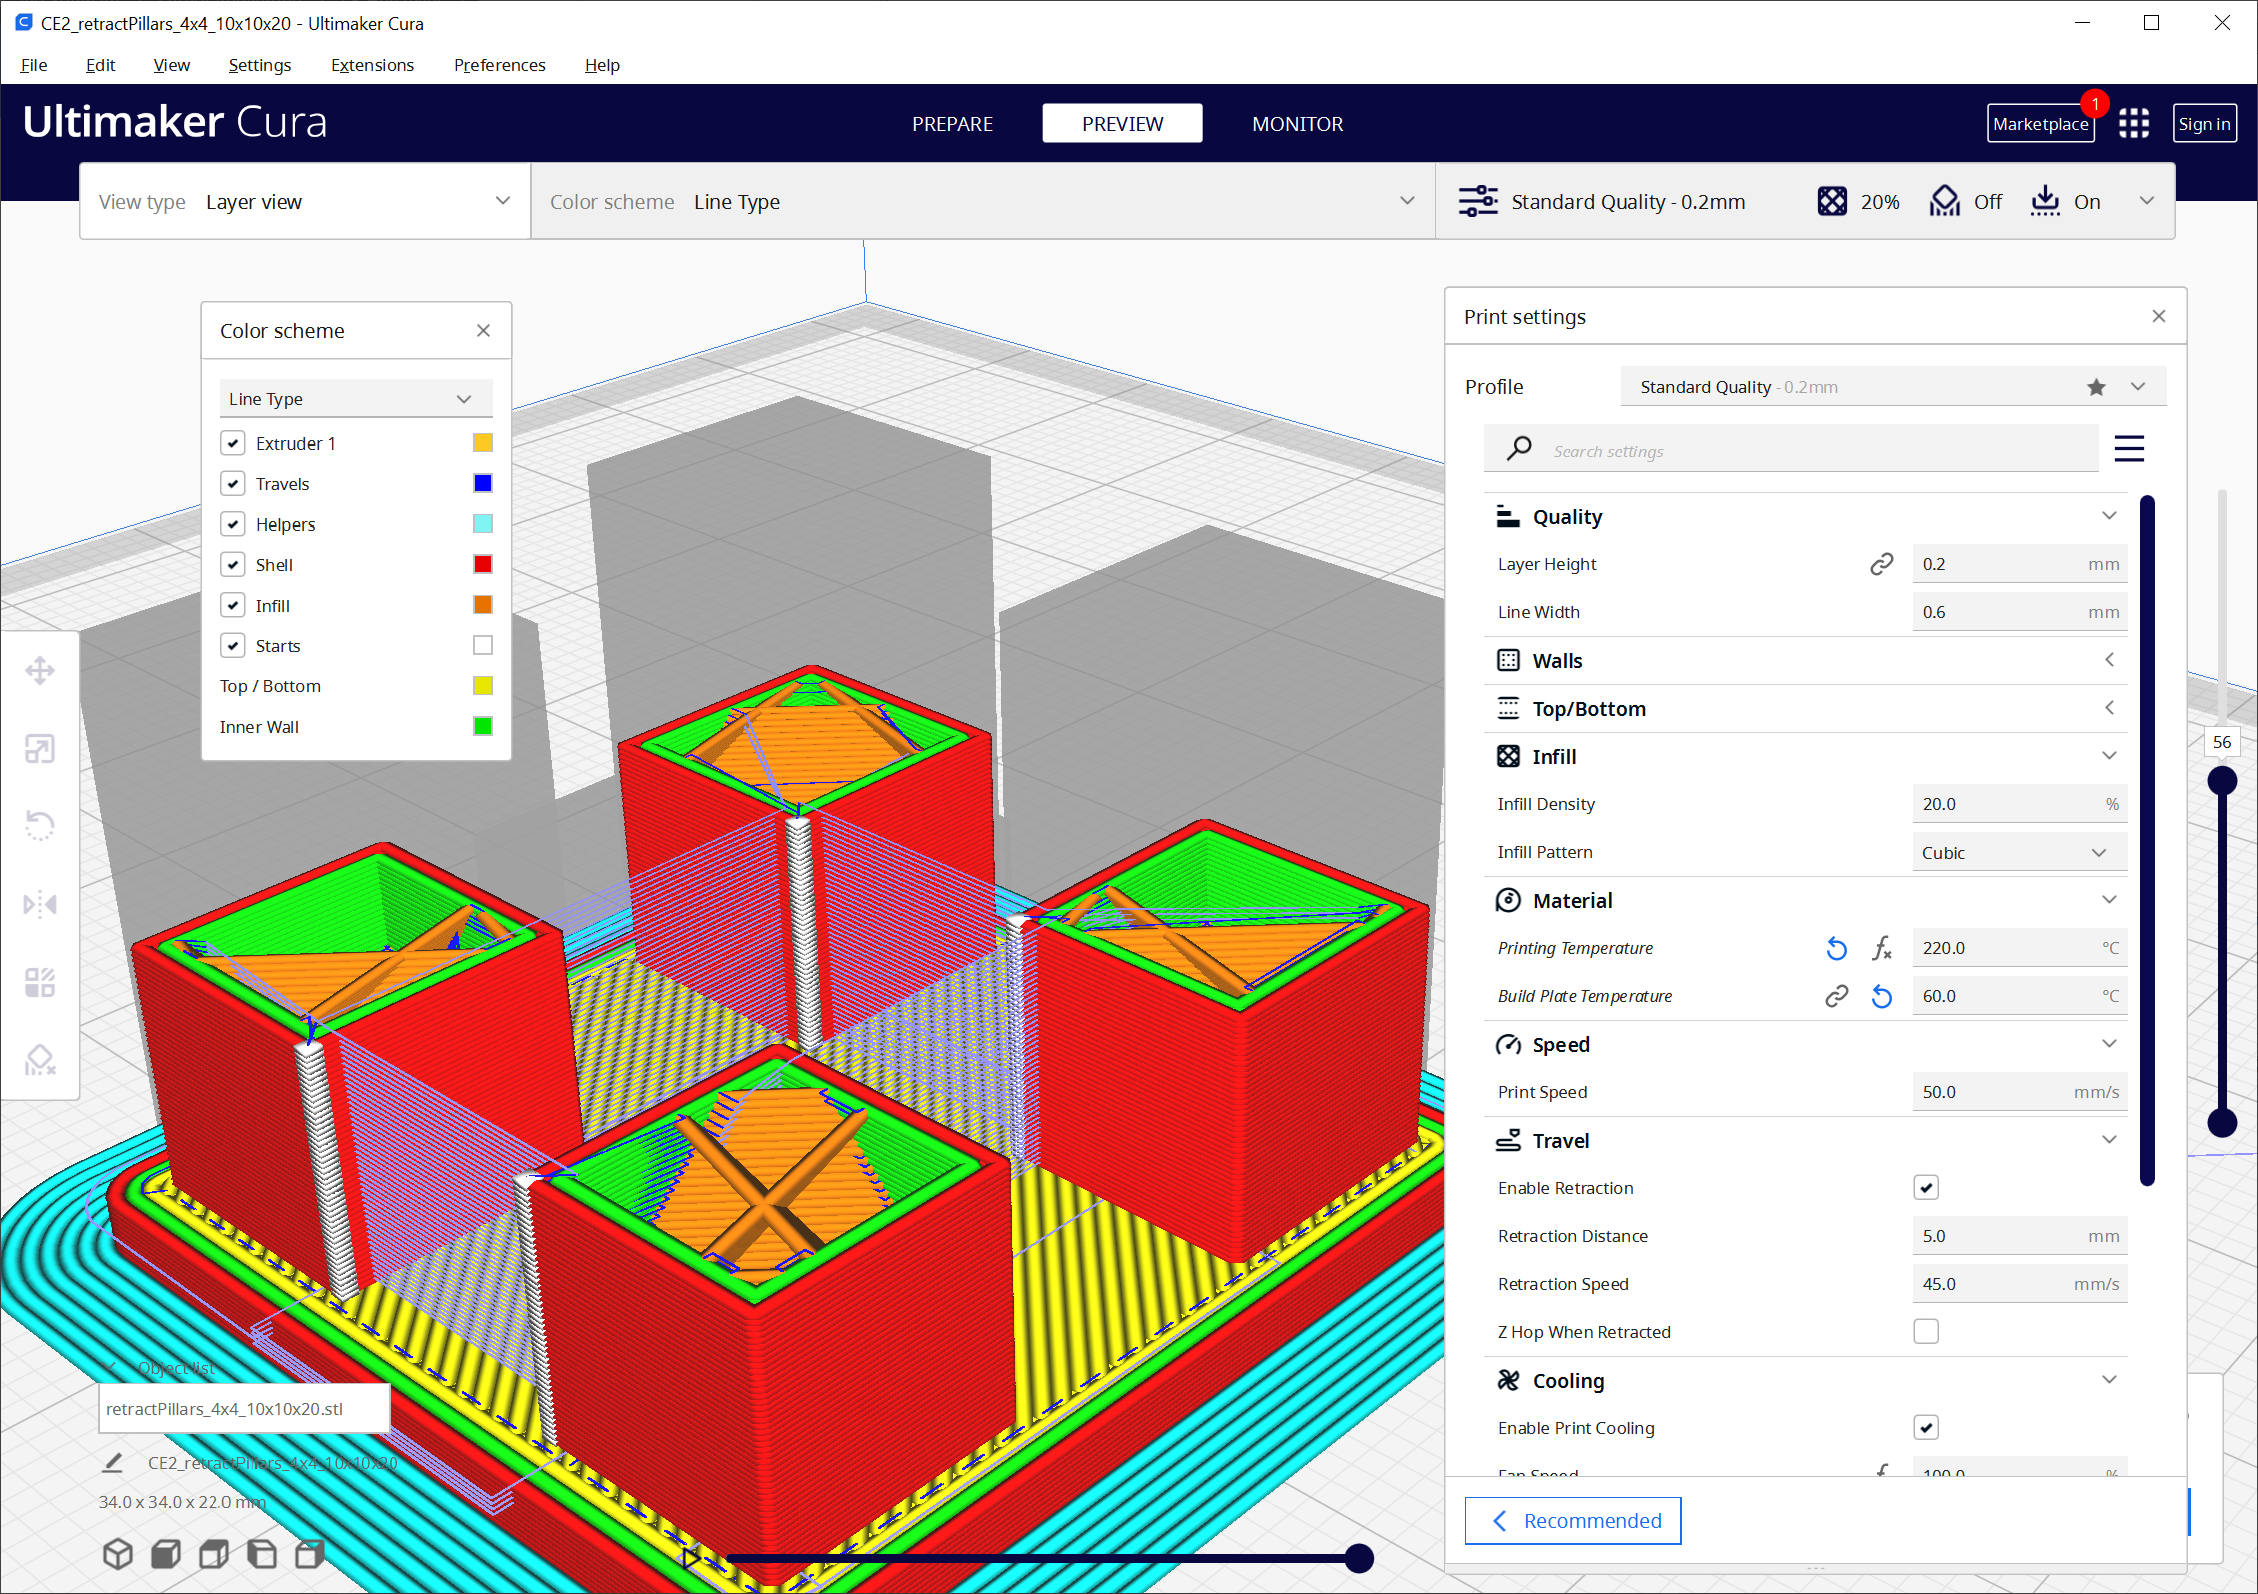 CE2_retractPillars_4x4_10x10x20 - Ultimaker Cura
File Edit View Settings Extensions Preferences Help
Ultimaker Cura
PREPARE PREVIEW MONITOR
Marketplace 1 Sign in
View type Layer view
Color scheme Line Type
Standard Quality - 0.2mm 20% Off On
Color scheme
Line Type
Extruder 1
Travels
Helpers
Shell
Infill
Starts
Top / Bottom
Inner Wall
Object list
retractPillars_4x4_10x10x20.stl
CE2_retractPillars_4x4_10x10x20
34.0 x 34.0 x 22.0 mm
Print settings
Profile Standard Quality - 0.2mm
Search settings
Quality
Layer Height 0.2 mm
Line Width 0.6 mm
Walls
Top/Bottom
Infill
Infill Density 20.0 %
Infill Pattern Cubic
Material
Printing Temperature 220.0 °C
Build Plate Temperature 60.0 °C
Speed
Print Speed 50.0 mm/s
Travel
Enable Retraction
Retraction Distance 5.0 mm
Retraction Speed 45.0 mm/s
Z Hop When Retracted
Cooling
Enable Print Cooling
Fan Speed 100.0 %
Recommended
56